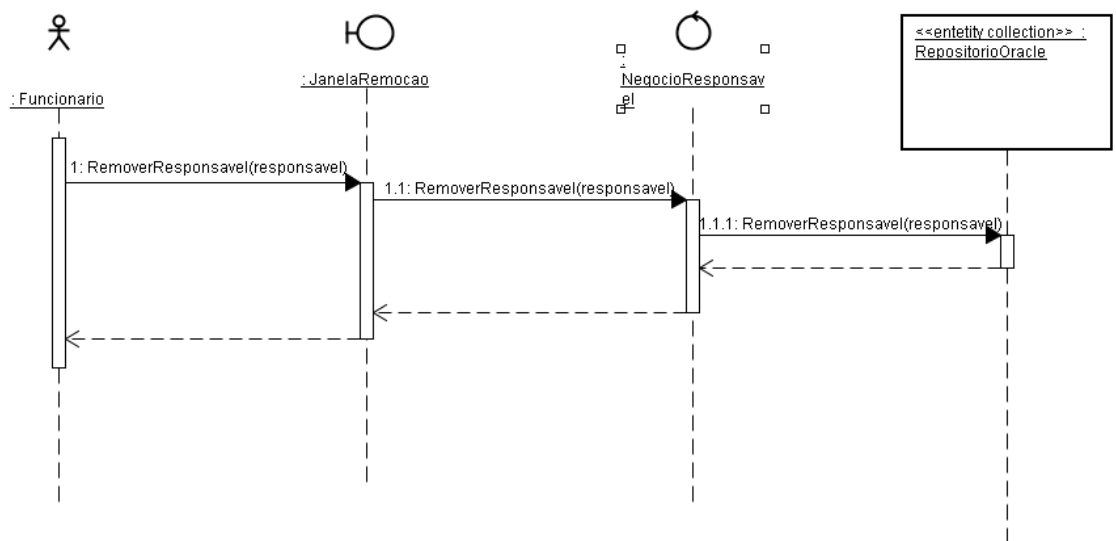 <<entetity collection>> :
RepositorioOracle
: JanelaRemocao
:
NegocioResponsav
el
: Funcionario
1: RemoverResponsavel(responsavel)
1.1: RemoverResponsavel(responsavel)
1.1.1: RemoverResponsavel(responsavel)